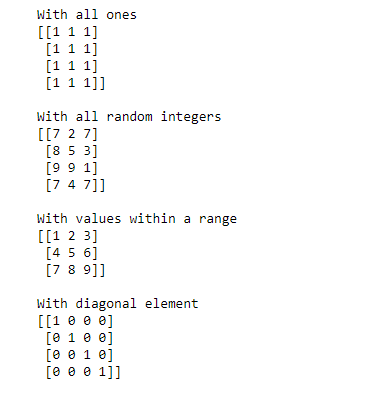 With all ones
[[1 1 1]
[1 1 1]
[1 1 1]
[1 1 1]]
With all random integers
[[7 2 7]
[8 5 3]
[9 9 1]
[7 4 7]]
With values within a range
[[1 2 3]
[4 5 6]
[7 8 9]]
With diagonal element
[[1 0 0 0]
[0 1 0 0]
[0 0 1 0]
[0 0 0 1]]